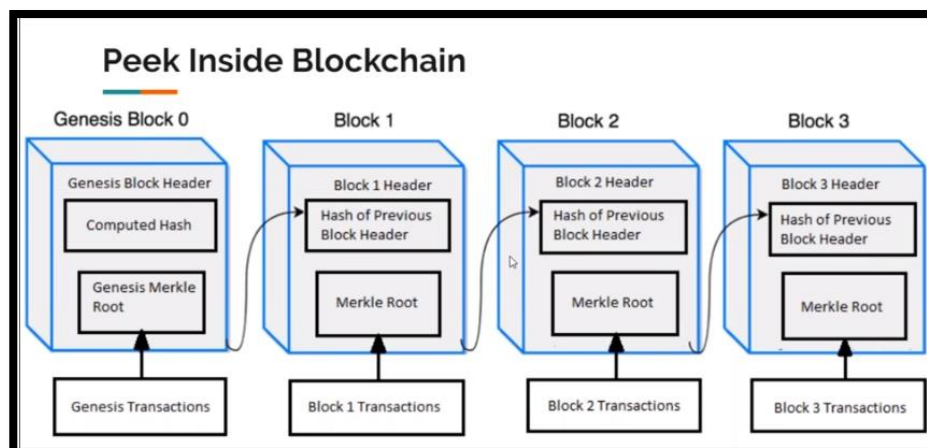 Peek Inside Blockchain
Genesis Block 0
Block 1
Block 2
Block 3
Genesis Block Header
Computed Hash
Genesis Merkle
Root
Genesis Transactions
Block 1 Header
Hash of Previous
Block Header
Merkle Root
Block 1 Transactions
Block 2 Header
Hash of Previous
Block Header
Merkle Root
Block 2 Transactions
Block 3 Header
Hash of Previous
Block Header
Merkle Root
Block 3 Transactions